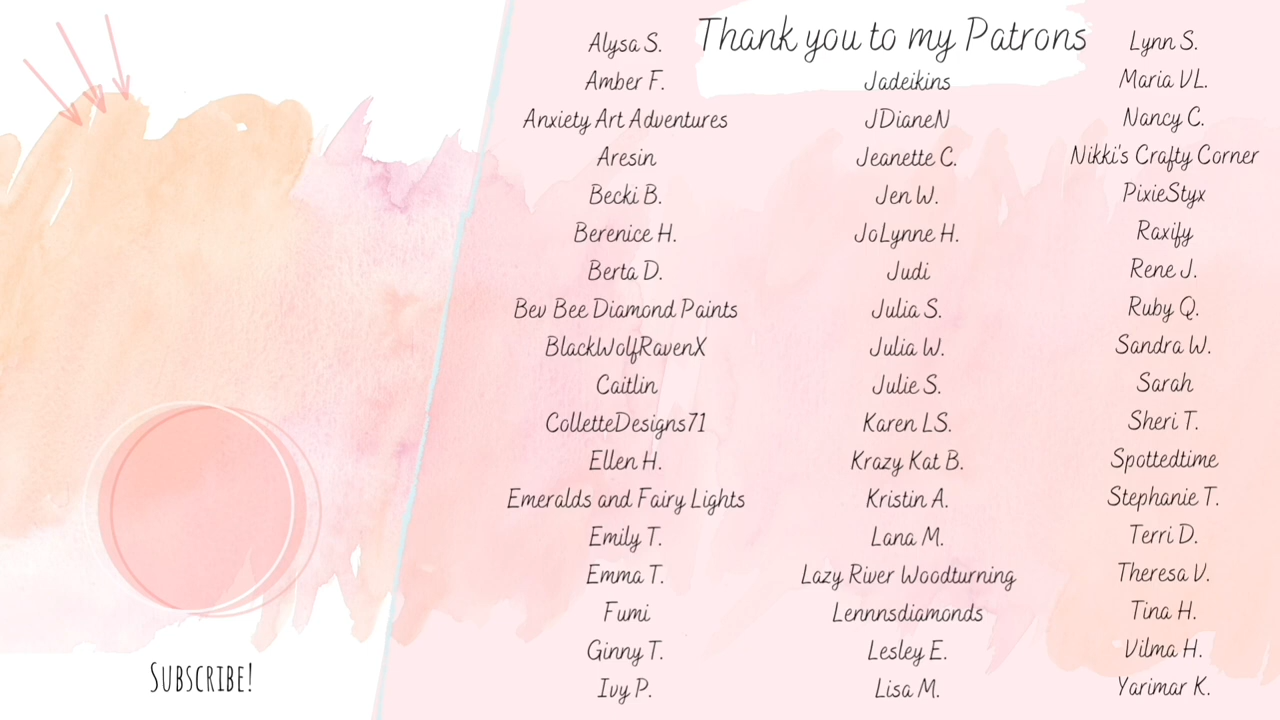 Thank you to my Patrons
Alysa S.
Amber F.
Anxiety Art Adventures
Aresin
Becki B.
Berenice H.
Berta D.
Bev Bee Diamond Paints
BlackWolfRavenX
Caitlin
ColletteDesigns71
Ellen H.
Emeralds and Fairy Lights
Emily T.
Emma T.
Fumi
Ginny T.
Ivy P.
Jadeikins
JDianeN
Jeanette C.
Jen W.
JoLynne H.
Judi
Julia S.
Julia W.
Julie S.
Karen LS.
Krazy Kat B.
Kristin A.
Lana M.
Lazy River Woodturning
Lennnsdiamonds
Lesley E.
Lisa M.
Lynn S.
Maria VL.
Nancy C.
Nikki's Crafty Corner
PixieStyx
Raxify
Rene J.
Ruby Q.
Sandra W.
Sarah
Sheri T.
Spottedtime
Stephanie T.
Terri D.
Theresa V.
Tina H.
Vilma H.
Yarimar K.
Subscribe!